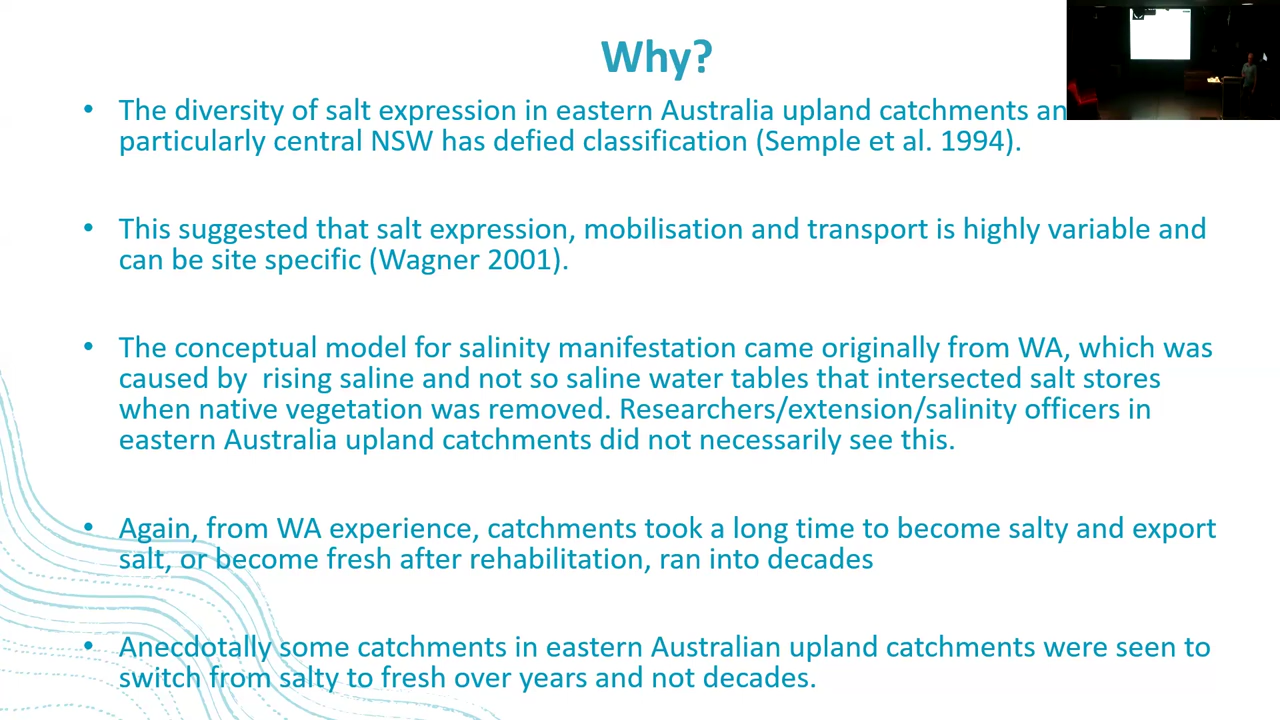 Why?
• The diversity of salt expression in eastern Australia upland catchments
particularly central NSW has defied classification (Semple et al. 1994).
• This suggested that salt expression, mobilisation and transport is highly variable and
can be site specific (Wagner 2001).
• The conceptual model for salinity manifestation came originally from WA, which was
caused by  rising saline and not so saline water tables that intersected salt stores
when native vegetation was removed. Researchers/extension/salinity officers in
eastern Australia upland catchments did not necessarily see this.
• Again, from WA experience, catchments took a long time to become salty and export
salt, or become fresh after rehabilitation, ran into decades
• Anecdotally some catchments in eastern Australian upland catchments were seen to
switch from salty to fresh over years and not decades.